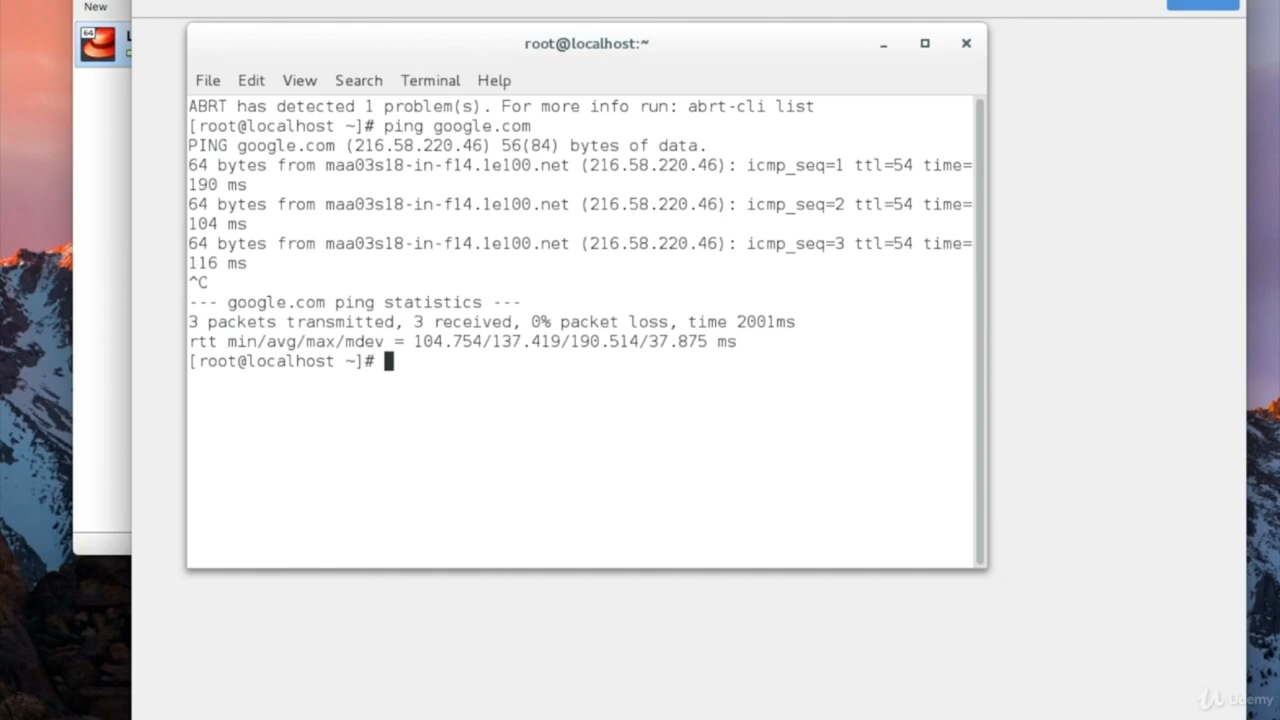 New
64
root@localhost:~
File Edit View Search Terminal Help
ABRT has detected 1 problem(s). For more info run: abrt-cli list
[root@localhost ~]# ping google.com
PING google.com (216.58.220.46) 56(84) bytes of data.
64 bytes from maa03s18-in-f14.1e100.net (216.58.220.46): icmp_seq=1 ttl=54 time=
190 ms
64 bytes from maa03s18-in-f14.1e100.net (216.58.220.46): icmp_seq=2 ttl=54 time=
104 ms
64 bytes from maa03s18-in-f14.1e100.net (216.58.220.46): icmp_seq=3 ttl=54 time=
116 ms
^C
--- google.com ping statistics ---
3 packets transmitted, 3 received, 0% packet loss, time 2001ms
rtt min/avg/max/mdev = 104.754/137.419/190.514/37.875 ms
[root@localhost ~]#
Udemy